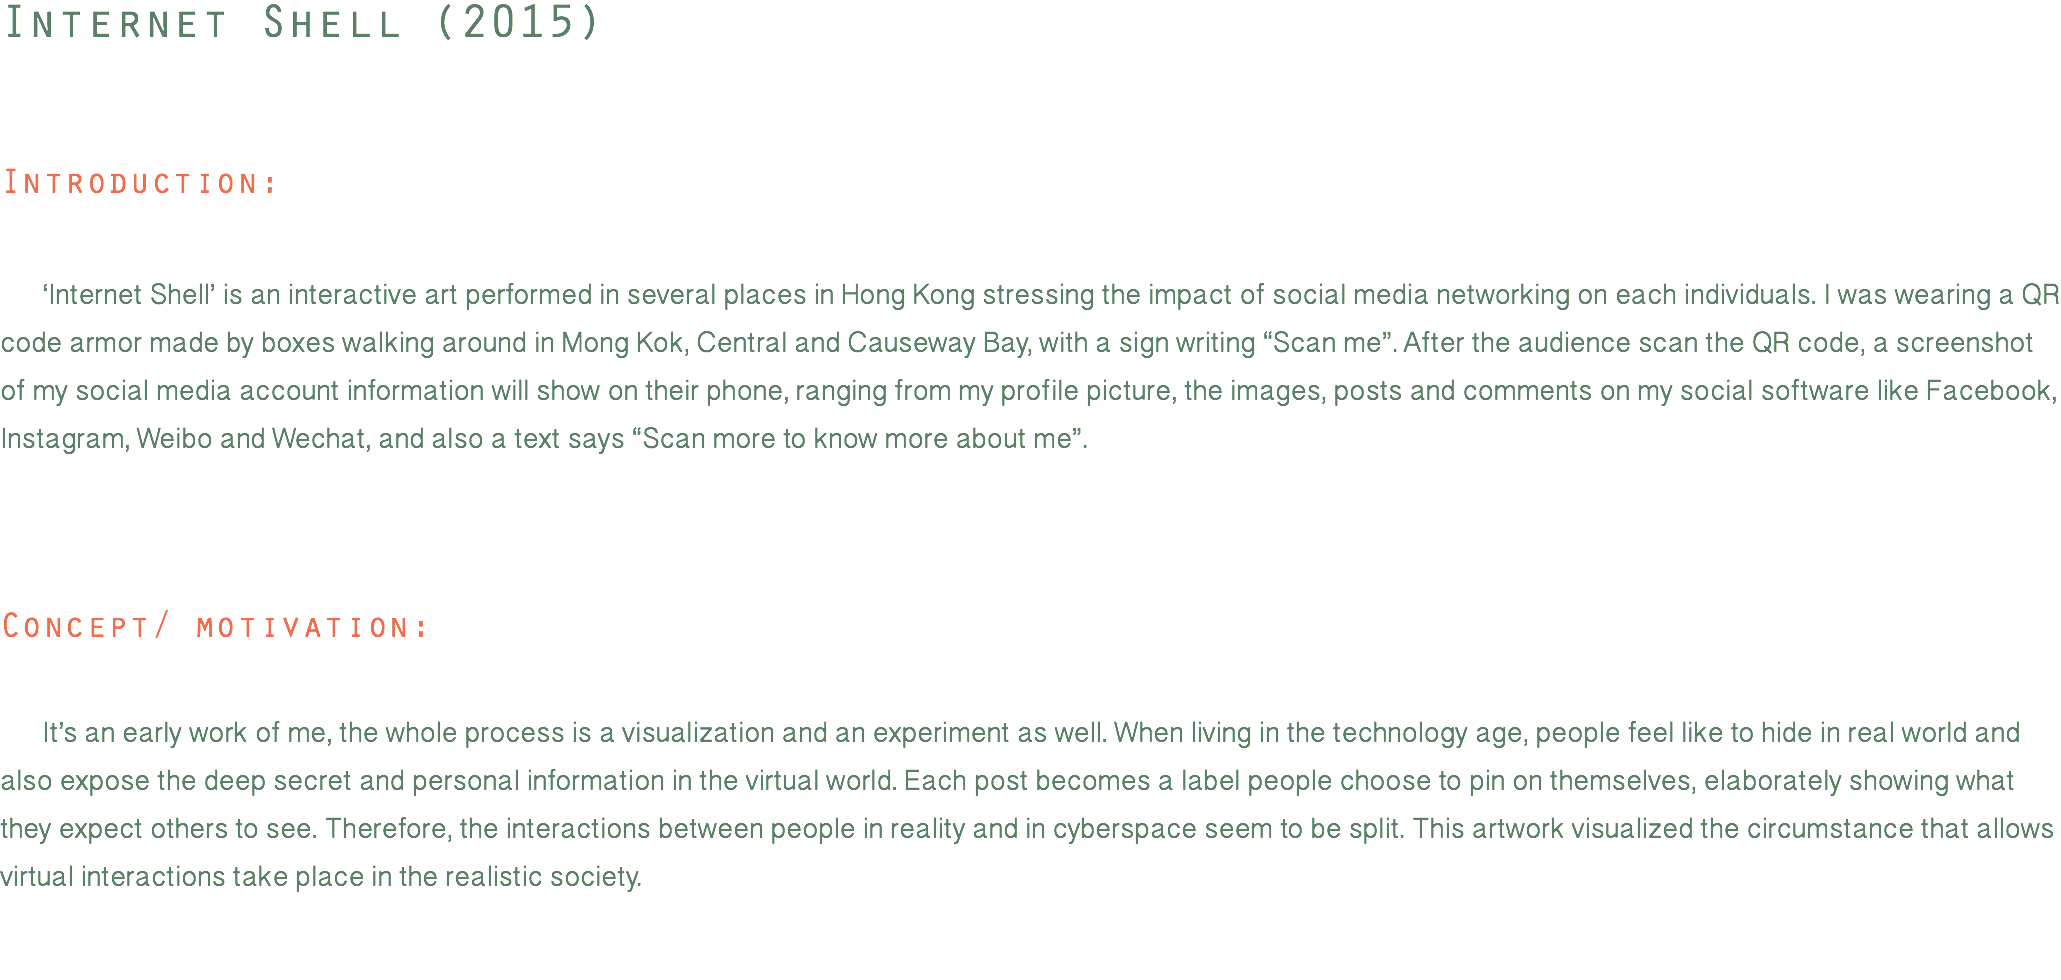 Internet Shell (2015)
Introduction:
‘Internet Shell’ is an interactive art performed in several places in Hong Kong stressing the impact of social media networking on each individuals. I was wearing a QR
code armor made by boxes walking around in Mong Kok, Central and Causeway Bay, with a sign writing “Scan me”. After the audience scan the QR code, a screenshot
of my social media account information will show on their phone, ranging from my profile picture, the images, posts and comments on my social software like Facebook,
Instagram, Weibo and Wechat, and also a text says “Scan more to know more about me”.
Concept/ motivation:
It’s an early work of me, the whole process is a visualization and an experiment as well. When living in the technology age, people feel like to hide in real world and
also expose the deep secret and personal information in the virtual world. Each post becomes a label people choose to pin on themselves, elaborately showing what
they expect others to see. Therefore, the interactions between people in reality and in cyberspace seem to be split. This artwork visualized the circumstance that allows
virtual interactions take place in the realistic society.